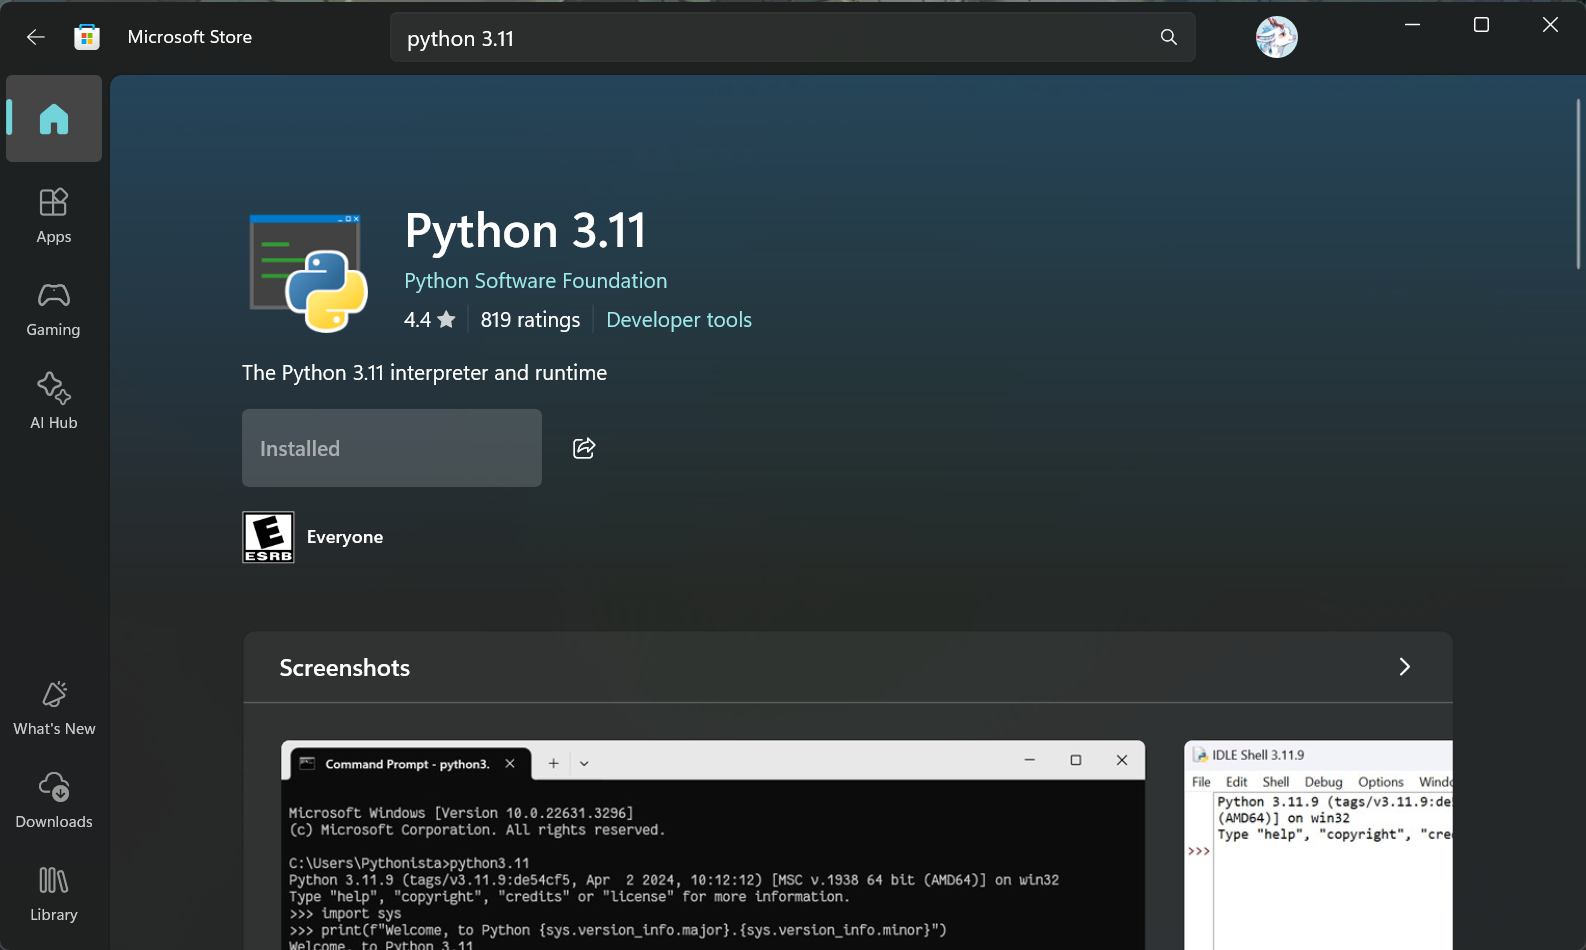 Microsoft Store
python 3.11
Apps
Gaming
AI Hub
What's New
Downloads
Library
Python 3.11
Python Software Foundation
4.4 ★ 819 ratings Developer tools
The Python 3.11 interpreter and runtime
Installed
E
ESRB
Everyone
Screenshots
Command Prompt - python3.
Microsoft Windows [Version 10.0.22631.3296]
(c) Microsoft Corporation. All rights reserved.
C:\Users\Pythonista>python3.11
Python 3.11.9 (tags/v3.11.9:de54cf5, Apr  2 2024, 10:12:12) [MSC v.1938 64 bit (AMD64)] on win32
Type "help", "copyright", "credits" or "license" for more information.
>>> import sys
>>> print(f"Welcome, to Python {sys.version_info.major}.{sys.version_info.minor}")
Welcome, to Python 3.11
IDLE Shell 3.11.9
File Edit Shell Debug Options Windo
Python 3.11.9 (tags/v3.11.9:de
(AMD64)] on win32
Type "help", "copyright", "cre
>>>